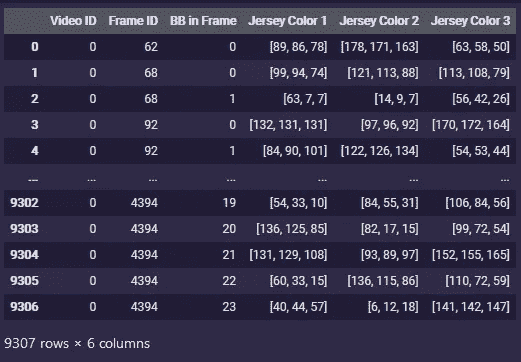 Video ID Frame ID BB in Frame Jersey Color 1 Jersey Color 2 Jersey Color 3
0 0 62 0 [89, 86, 78] [178, 171, 163] [63, 58, 50]
1 0 68 0 [99, 94, 74] [121, 113, 88] [113, 108, 79]
2 0 68 1 [63, 7, 7] [14, 9, 7] [56, 42, 26]
3 0 92 0 [132, 131, 131] [97, 96, 92] [170, 172, 164]
4 0 92 1 [84, 90, 101] [122, 126, 134] [54, 53, 44]
... ... ... ... ... ... ...
9302 0 4394 19 [54, 33, 10] [84, 55, 31] [106, 84, 56]
9303 0 4394 20 [136, 125, 85] [82, 17, 15] [99, 72, 54]
9304 0 4394 21 [131, 129, 108] [93, 89, 97] [152, 155, 165]
9305 0 4394 22 [60, 33, 15] [136, 115, 86] [110, 72, 59]
9306 0 4394 23 [40, 44, 57] [6, 12, 18] [141, 142, 147]
9307 rows × 6 columns